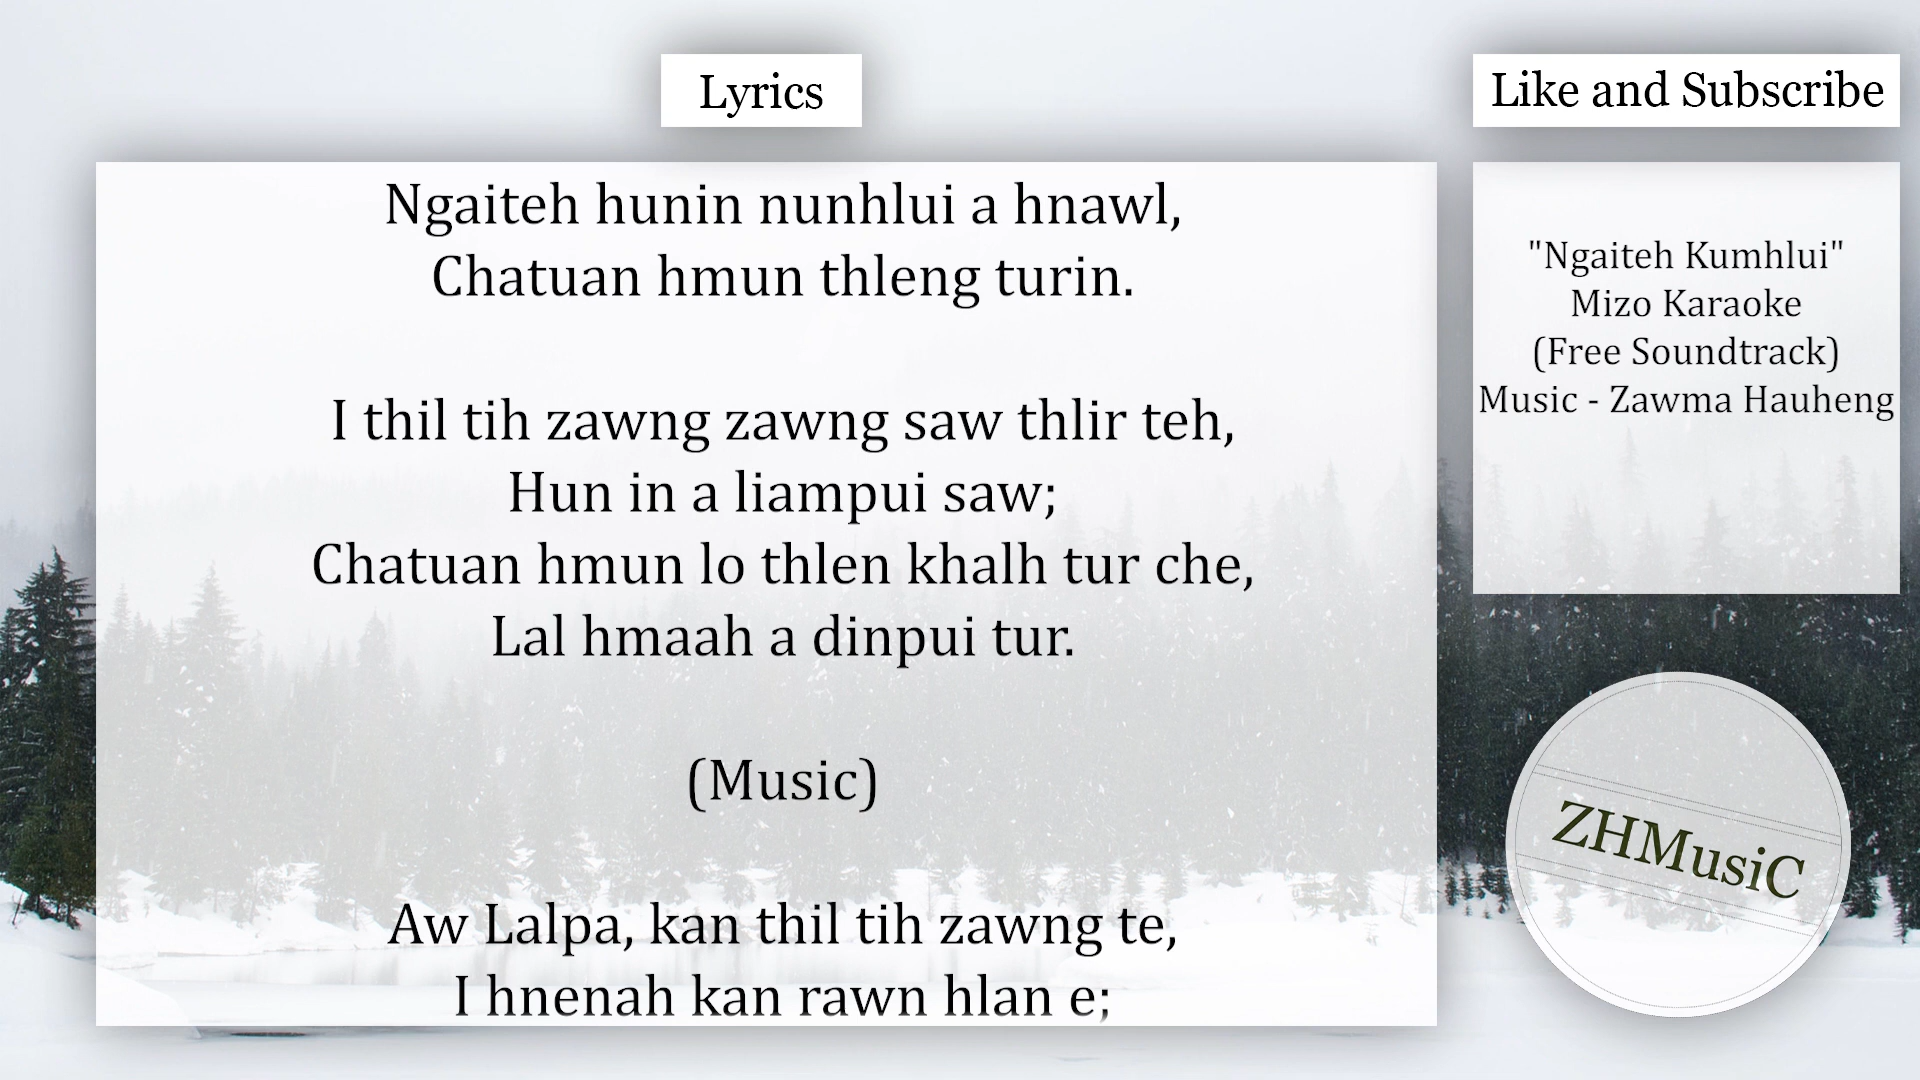 Lyrics
Ngaiteh hunin nunhlui a hnawl,
Chatuan hmun thleng turin.
I thil tih zawng zawng saw thlir teh,
Hun in a liampui saw;
Chatuan hmun lo thlen khalh tur che,
Lal hmaah a dinpui tur.
(Music)
Aw Lalpa, kan thil tih zawng te,
I hnenah kan rawn hlan e;
Like and Subscribe
"Ngaiteh Kumhlui"
Mizo Karaoke
(Free Soundtrack)
Music - Zawma Hauheng
ZHMusiC